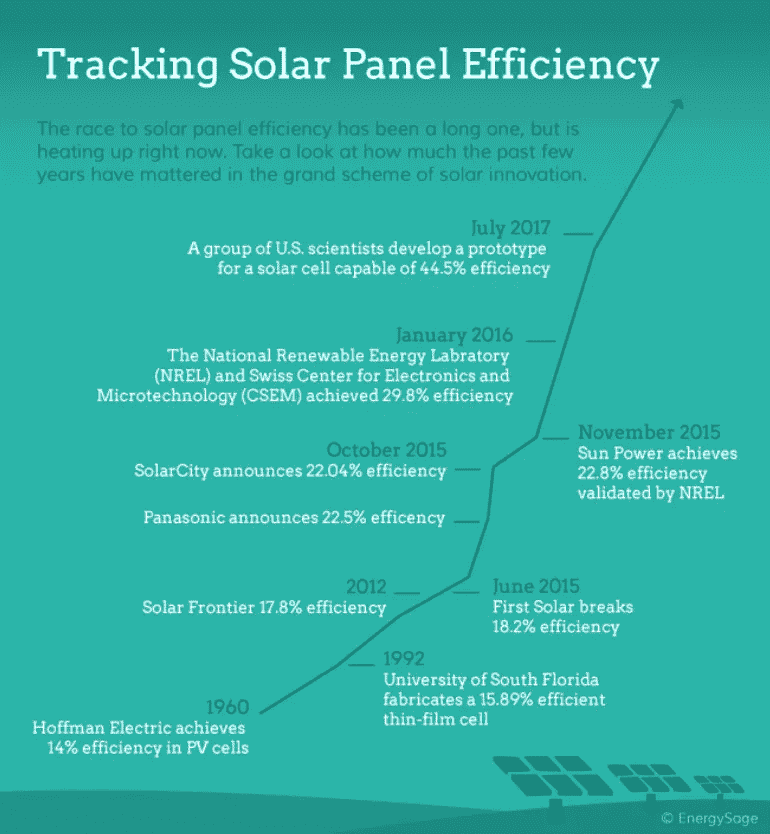 Tracking Solar Panel Efficiency
The race to solar panel efficiency has been a long one, but is
heating up right now. Take a look at how much the past few
years have mattered in the grand scheme of solar innovation.
July 2017
A group of U.S. scientists develop a prototype
for a solar cell capable of 44.5% efficiency
January 2016
The National Renewable Energy Labratory
(NREL) and Swiss Center for Electronics and
Microtechnology (CSEM) achieved 29.8% efficiency
November 2015
Sun Power achieves
22.8% efficiency
validated by NREL
October 2015
SolarCity announces 22.04% efficiency
Panasonic announces 22.5% efficency
June 2015
First Solar breaks
18.2% efficiency
2012
Solar Frontier 17.8% efficiency
1992
University of South Florida
fabricates a 15.89% efficient
thin-film cell
1960
Hoffman Electric achieves
14% efficiency in PV cells
© EnergySage